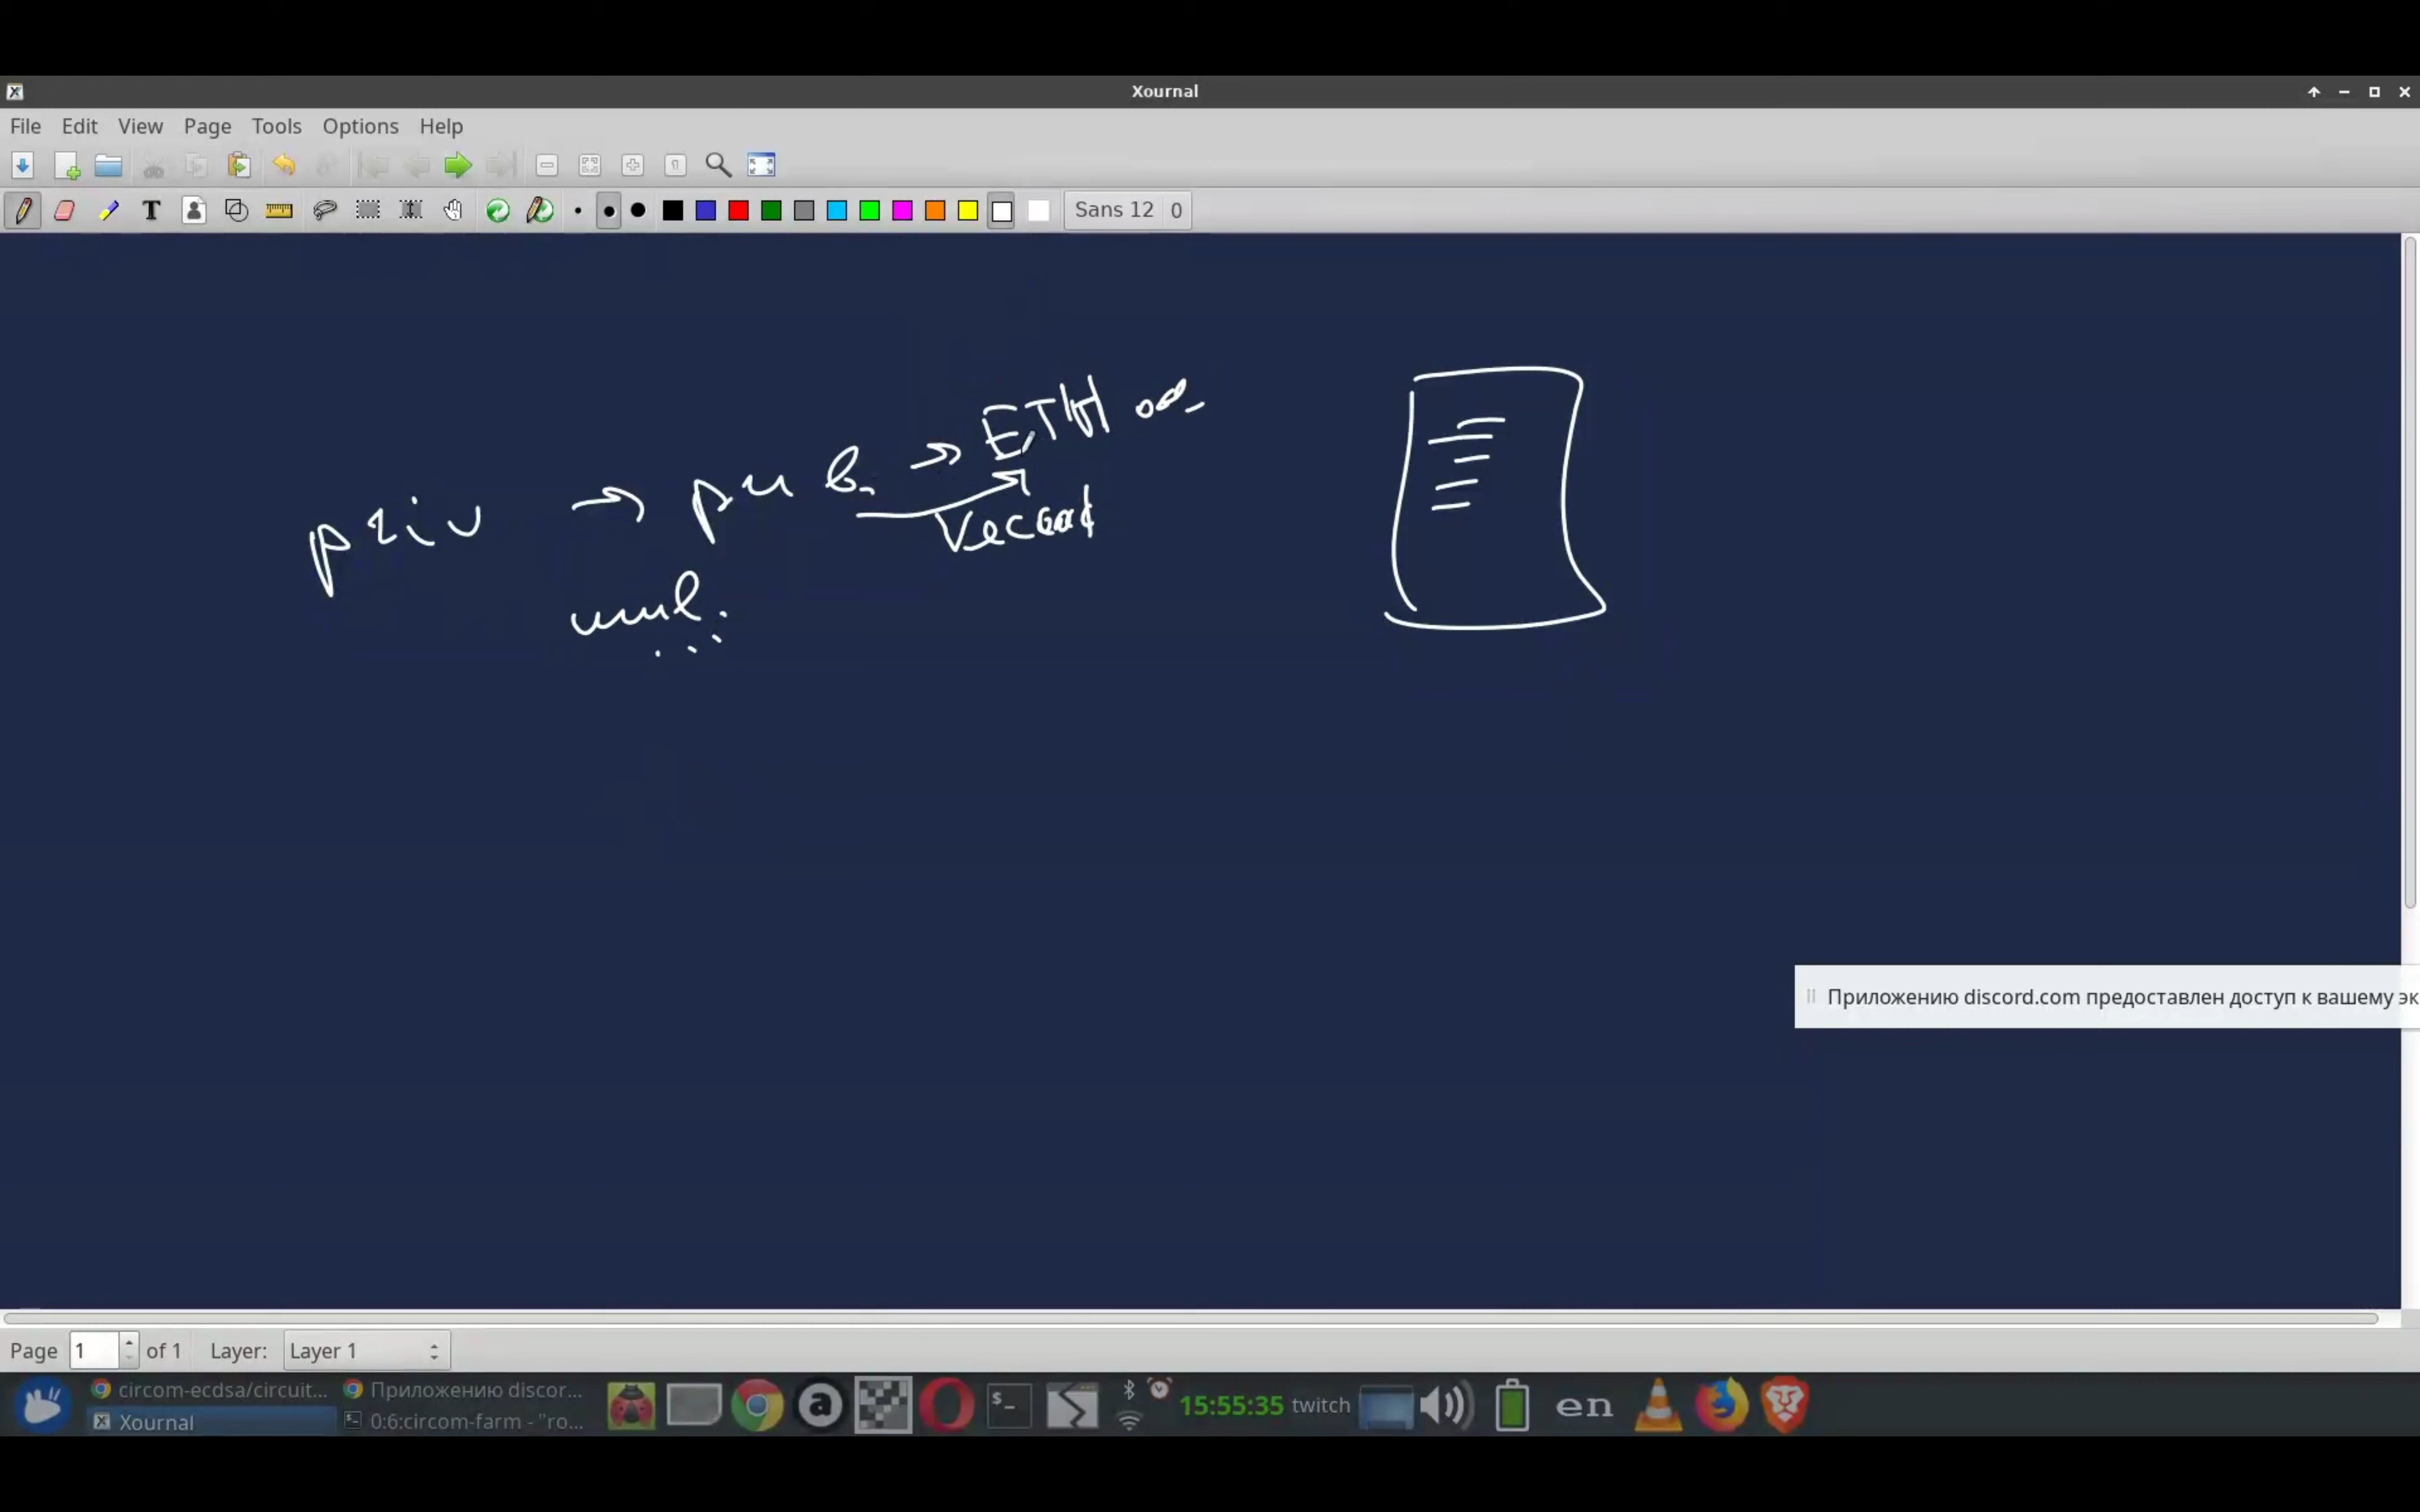 Xournal
File Edit View Page Tools Options Help
Sans 12 0
ETH
priv → pub. →
mul.
Page 1 of 1 Layer: Layer 1
circom-ecdsa/circuit... Приложению discor...
15:55:35 twitch en
Xournal 0:6:circom-farm - "ro...
Приложению discord.com предоставлен доступ к вашему эк